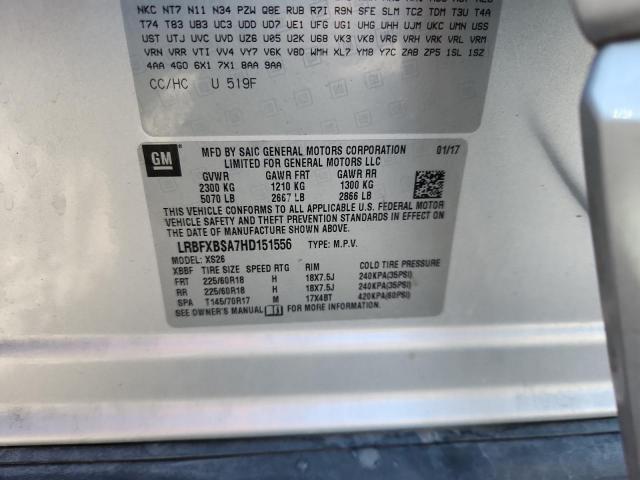 NKC NT7 N11 N34 PZW Q8E RUB R7I R9N SFE SLM TC2 TDM T3U T4A
T74 T83 UB3 UC3 UDD UD7 UE1 UFG UG1 UHG UHH UJM UKC UMN USS
UST UTJ UVC UVD U26 U2B U05 U2K U68 VK3 VK8 VRG VRH VRK VRL VRM
VRN VRR VTI VV4 VY7 V6K V8D WMH XL7 YM8 Y7C ZAB ZP5 1SL 1SZ
4AA 4G0 6X1 7X1 8AA 9AA
CC/HC U 519F
GM
MFD BY SAIC GENERAL MOTORS CORPORATION 01/17
LIMITED FOR GENERAL MOTORS LLC
GVWR GAWR FRT GAWR RR
2300 KG 1210 KG 1300 KG
5070 LB 2667 LB 2866 LB
THIS VEHICLE CONFORMS TO ALL APPLICABLE U.S. FEDERAL MOTOR
VEHICLE SAFETY AND THEFT PREVENTION STANDARDS IN EFFECT ON
THE DATE OF MANUFACTURE SHOWN ABOVE.
LRBFXBSA7HD151556 TYPE: M.P.V.
MODEL: XS26
XBBF TIRE SIZE SPEED RTG RIM COLD TIRE PRESSURE
FRT 225/60R18 H 18X7.5J 240KPA(35PSI)
RR 225/60R18 H 18X7.5J 240KPA(35PSI)
SPA T145/70R17 M 17X4BT 420KPA(60PSI)
SEE OWNER'S MANUAL FOR MORE INFORMATION.